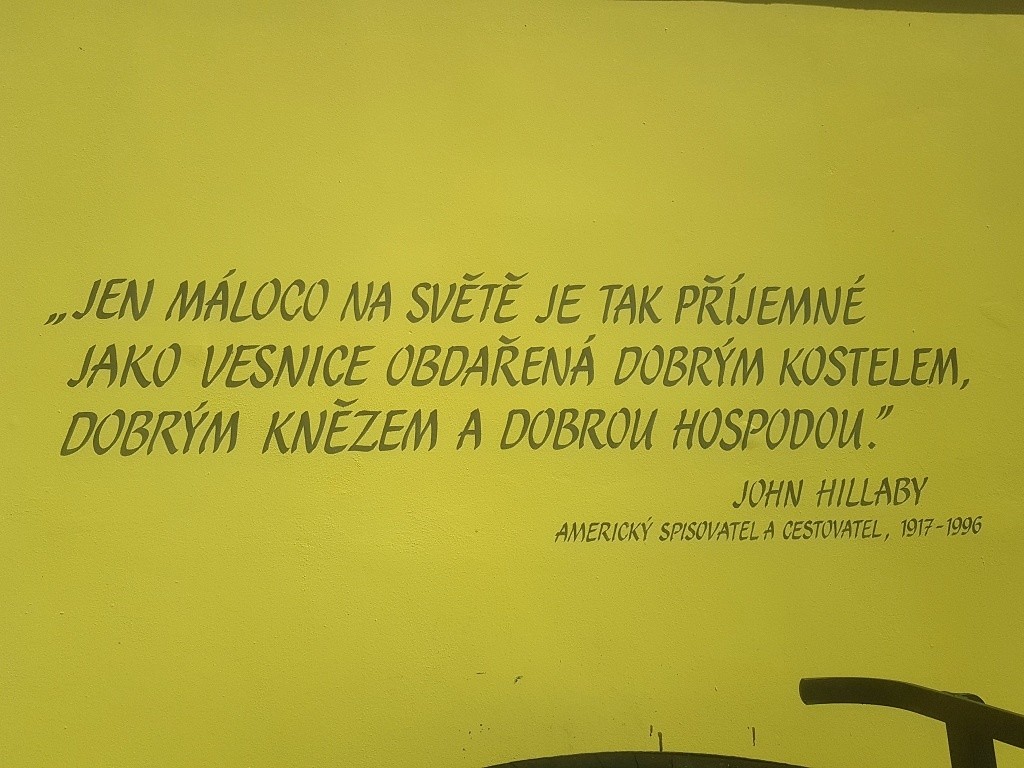 „JEN MÁLOCO NA SVĚTĚ JE TAK PŘÍJEMNÉ
JAKO VESNICE OBDAŘENÁ DOBRÝM KOSTELEM,
DOBRÝM KNĚZEM A DOBROU HOSPODOU.”
JOHN HILLABY
AMERICKÝ SPISOVATEL A CESTOVATEL, 1917-1996